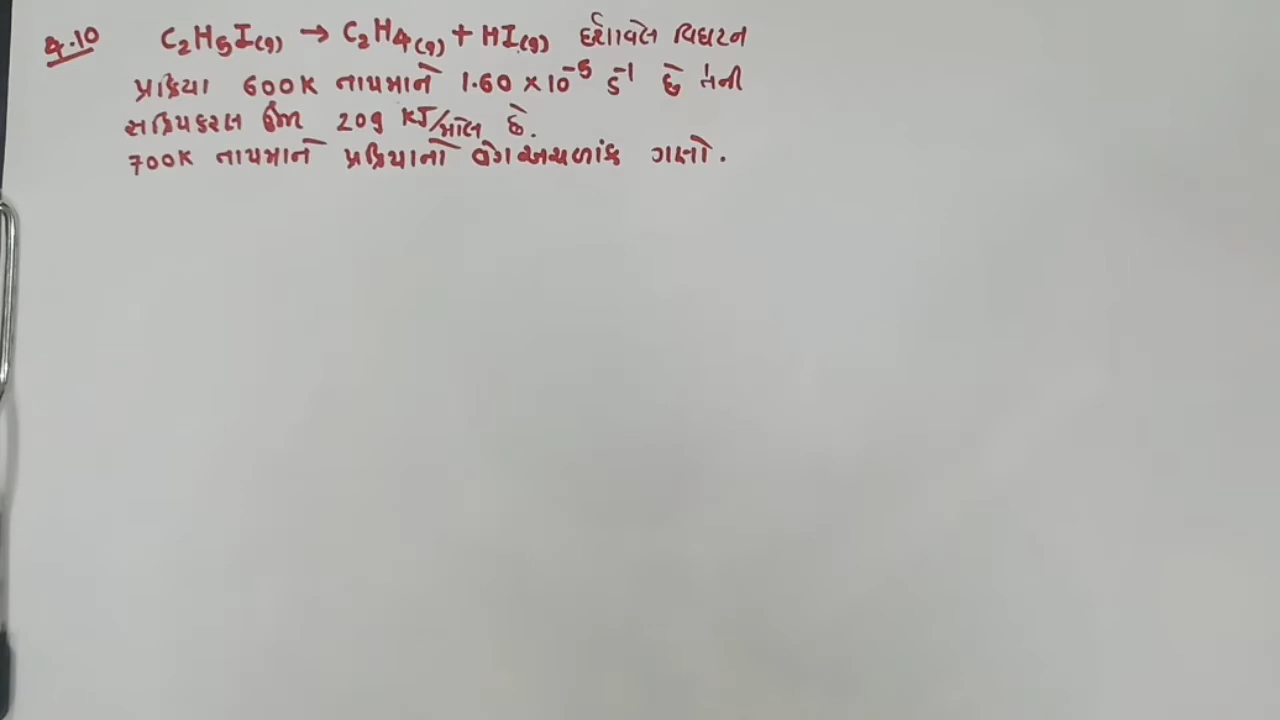 4.10 C₂H₅I(g) → C₂H₄(g) + HI(g) દર્શાવેલ વિઘટન
પ્રક્રિયા 600K તાપમાને 1.60 × 10⁻⁵ s⁻¹ છે તેની
સક્રિયકરણ ઊર્જા 209 KJ/મોલ છે.
700K તાપમાને પ્રક્રિયાનો વેગઅચળાંક ગણો.